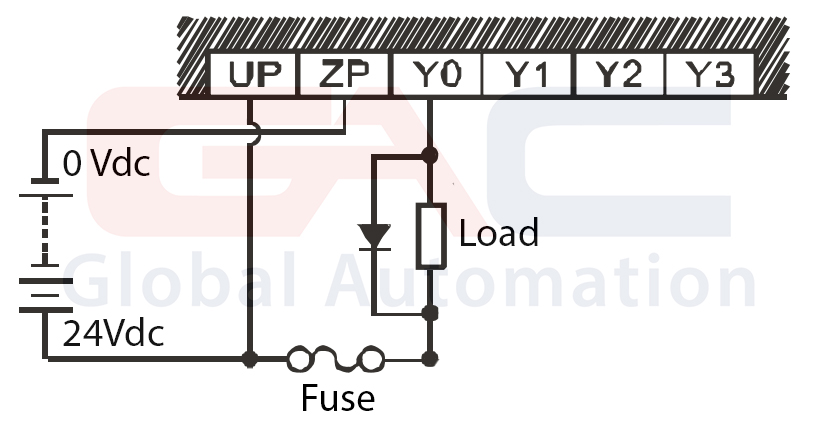 UP ZP Y0 Y1 Y2 Y3
0 Vdc
GAC
Load
Global Automation
24Vdc
Fuse